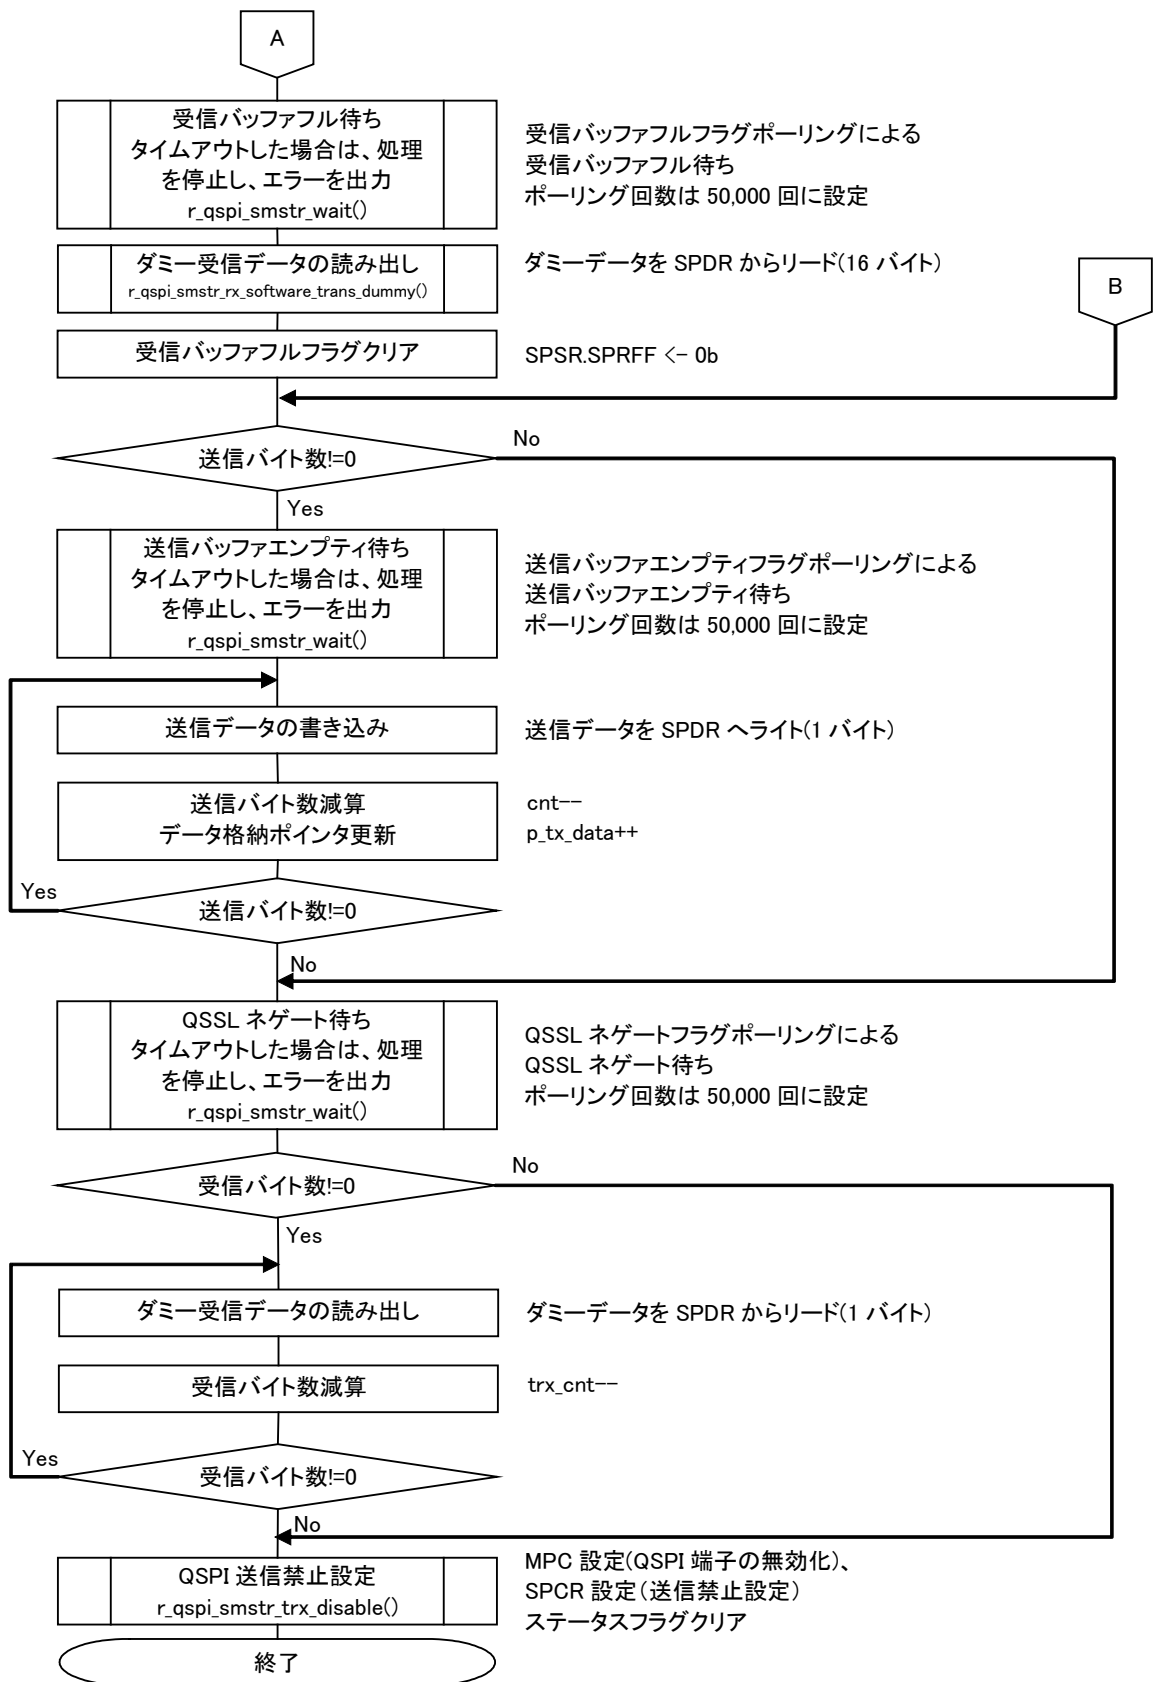 A
受信バッファフル待ち
タイムアウトした場合は、処理
を停止し、エラーを出力
r_qspi_smstr_wait()
受信バッファフルフラグポーリングによる
受信バッファフル待ち
ポーリング回数は 50,000 回に設定
ダミー受信データの読み出し
r_qspi_smstr_rx_software_trans_dummy()
ダミーデータを SPDR からリード(16 バイト)
B
受信バッファフルフラグクリア
SPSR.SPRFF <- 0b
送信バイト数!=0
No
Yes
送信バッファエンプティ待ち
タイムアウトした場合は、処理
を停止し、エラーを出力
r_qspi_smstr_wait()
送信バッファエンプティフラグポーリングによる
送信バッファエンプティ待ち
ポーリング回数は 50,000 回に設定
送信データの書き込み
送信データを SPDR へライト(1 バイト)
送信バイト数減算
データ格納ポインタ更新
cnt--
p_tx_data++
Yes
送信バイト数!=0
No
QSSL ネゲート待ち
タイムアウトした場合は、処理
を停止し、エラーを出力
r_qspi_smstr_wait()
QSSL ネゲートフラグポーリングによる
QSSL ネゲート待ち
ポーリング回数は 50,000 回に設定
受信バイト数!=0
No
Yes
ダミー受信データの読み出し
ダミーデータを SPDR からリード(1 バイト)
受信バイト数減算
trx_cnt--
Yes
受信バイト数!=0
No
QSPI 送信禁止設定
r_qspi_smstr_trx_disable()
MPC 設定(QSPI 端子の無効化)、
SPCR 設定(送信禁止設定)
ステータスフラグクリア
終了